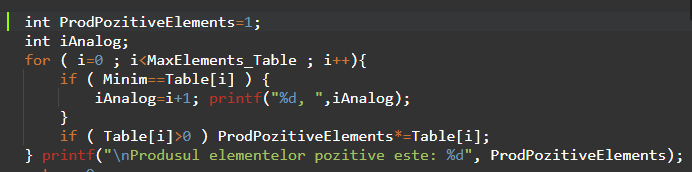 int ProdPozitiveElements=1;
int iAnalog;
for ( i=0 ; i<MaxElements_Table ; i++){
if ( Minim==Table[i] ) {
iAnalog=i+1; printf("%d, ",iAnalog);
}
if ( Table[i]>0 ) ProdPozitiveElements*=Table[i];
} printf("\nProdusul elementelor pozitive este: %d", ProdPozitiveElements);